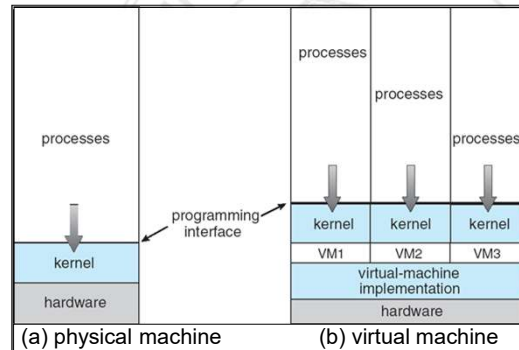 processes
kernel
hardware
(a) physical machine
programming
interface
processes
processes
processes
kernel
kernel
kernel
VM1
VM2
VM3
virtual-machine
implementation
hardware
(b) virtual machine